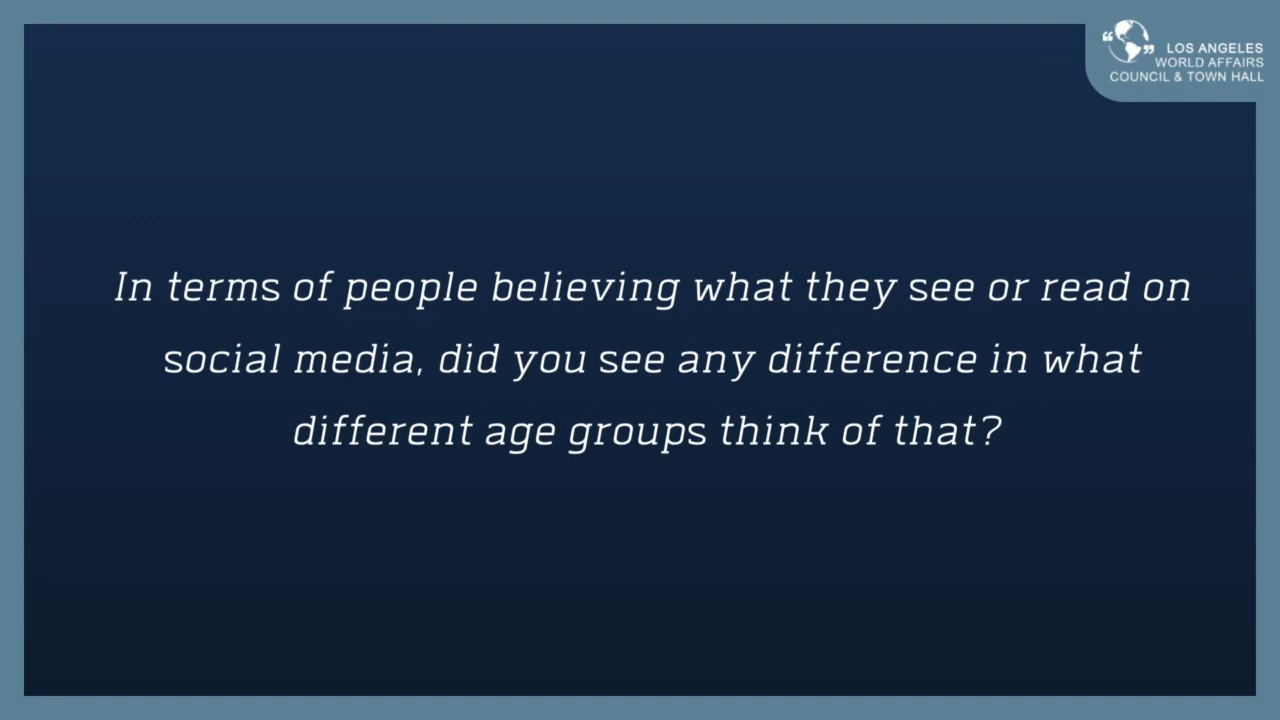 LOS ANGELES
WORLD AFFAIRS
COUNCIL & TOWN HALL
In terms of people believing what they see or read on
social media, did you see any difference in what
different age groups think of that?